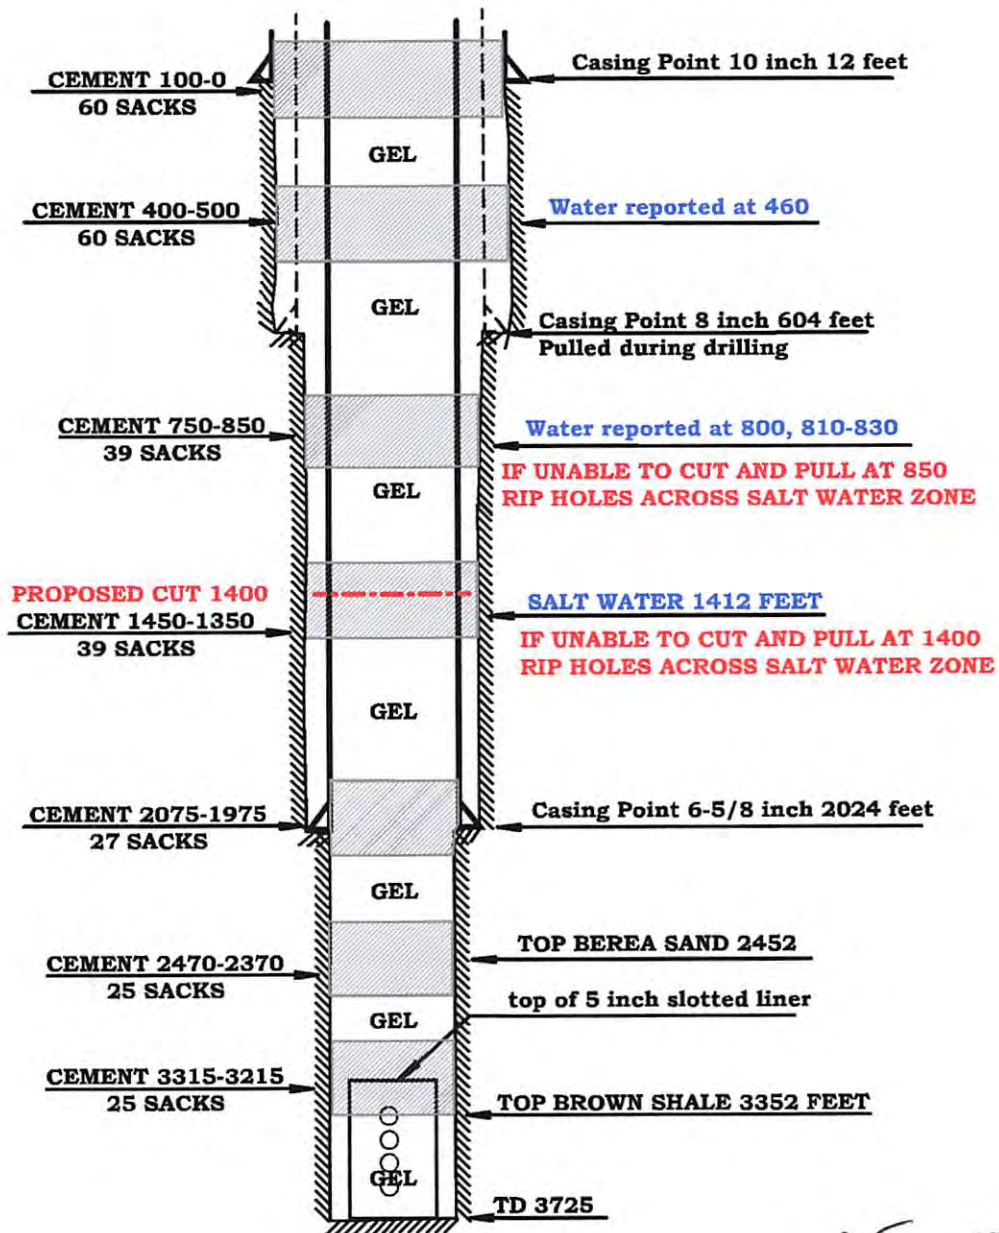 CEMENT 100-0
60 SACKS
Casing Point 10 inch 12 feet
GEL
CEMENT 400-500
60 SACKS
Water reported at 460
GEL
Casing Point 8 inch 604 feet
Pulled during drilling
CEMENT 750-850
39 SACKS
Water reported at 800, 810-830
IF UNABLE TO CUT AND PULL AT 850
RIP HOLES ACROSS SALT WATER ZONE
GEL
PROPOSED CUT 1400
CEMENT 1450-1350
39 SACKS
SALT WATER 1412 FEET
IF UNABLE TO CUT AND PULL AT 1400
RIP HOLES ACROSS SALT WATER ZONE
GEL
CEMENT 2075-1975
27 SACKS
Casing Point 6-5/8 inch 2024 feet
GEL
CEMENT 2470-2370
25 SACKS
TOP BEREA SAND 2452
GEL
top of 5 inch slotted liner
CEMENT 3315-3215
25 SACKS
TOP BROWN SHALE 3352 FEET
GEL
TD 3725